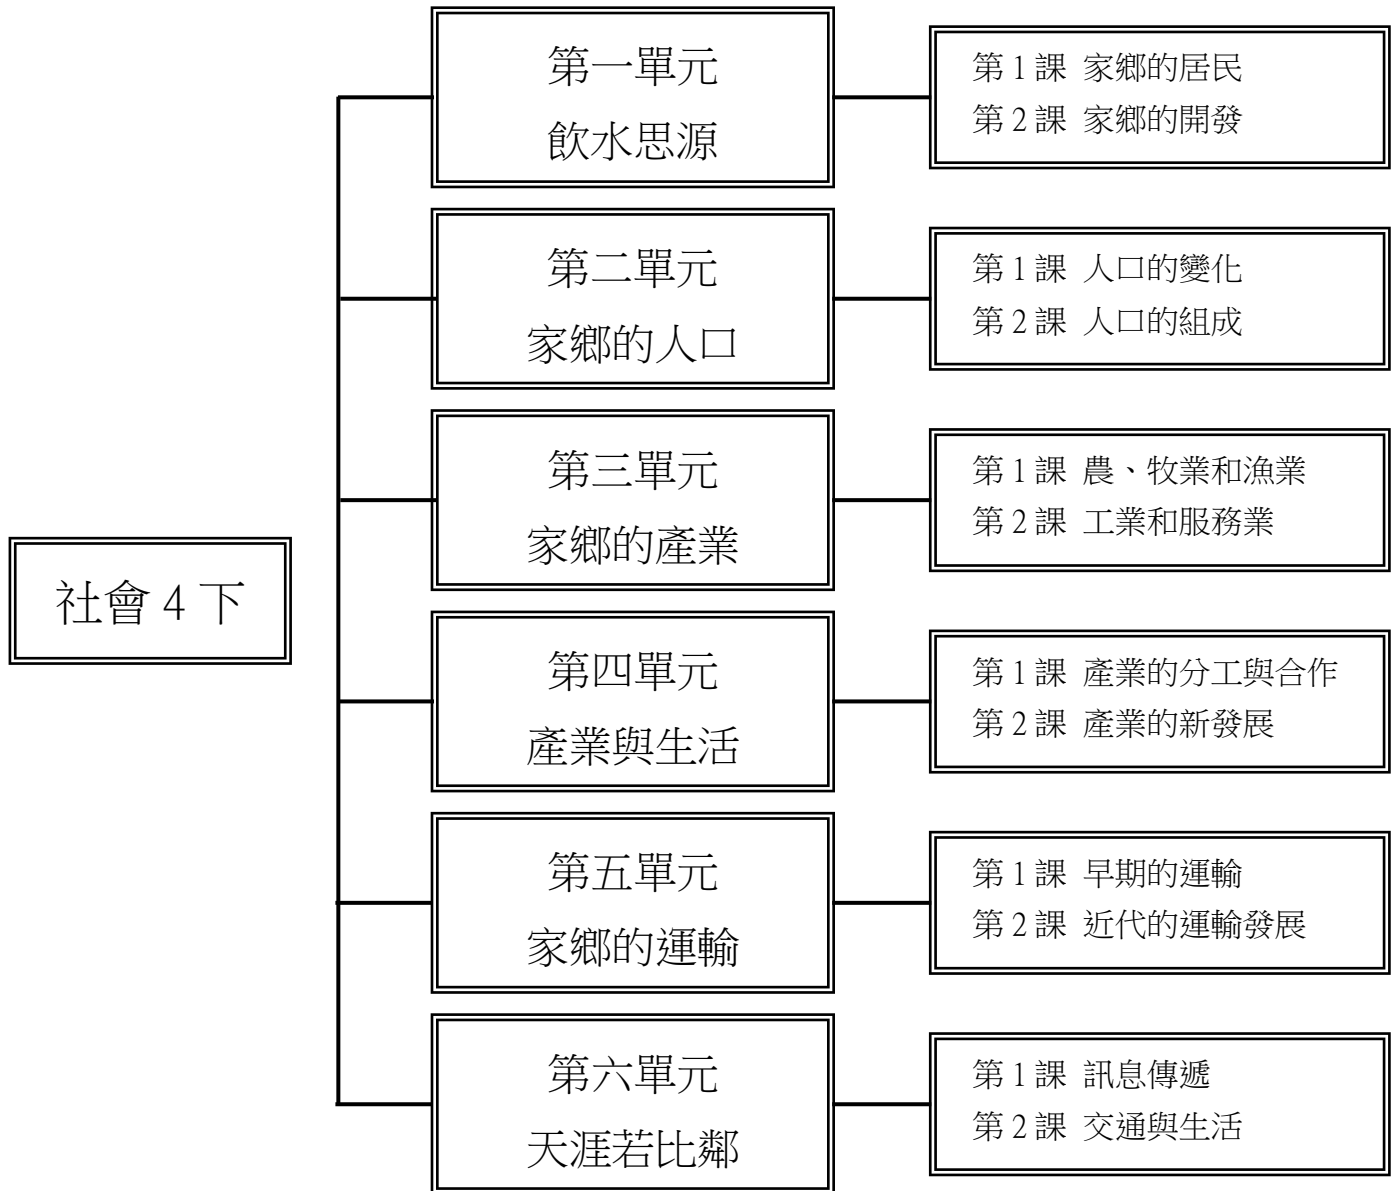 社會4下
第一單元
飲水思源
第1課 家鄉的居民
第2課 家鄉的開發
第二單元
家鄉的人口
第1課 人口的變化
第2課 人口的組成
第三單元
家鄉的產業
第1課 農、牧業和漁業
第2課 工業和服務業
第四單元
產業與生活
第1課 產業的分工與合作
第2課 產業的新發展
第五單元
家鄉的運輸
第1課 早期的運輸
第2課 近代的運輸發展
第六單元
天涯若比鄰
第1課 訊息傳遞
第2課 交通與生活